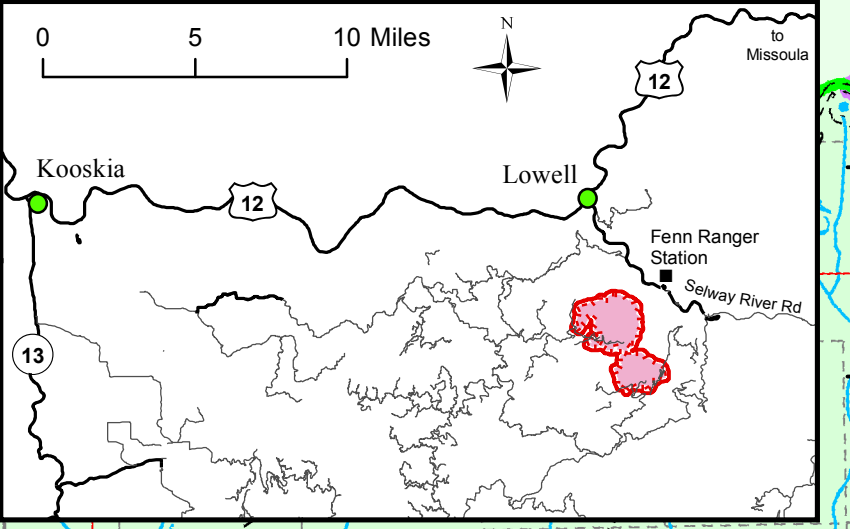 0 5 10 Miles
N
to
Missoula
12
Kooskia
Lowell
12
Fenn Ranger
Station
Selway River Rd
13